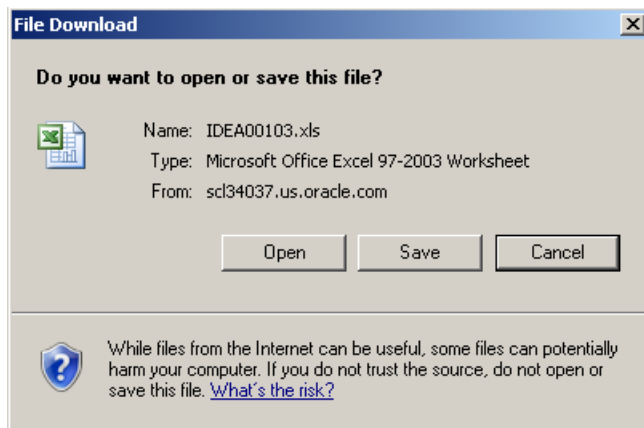 File Download
Do you want to open or save this file?
Name: IDEA00103.xls
Type: Microsoft Office Excel 97-2003 Worksheet
From: scl34037.us.oracle.com
Open Save Cancel
While files from the Internet can be useful, some files can potentially
harm your computer. If you do not trust the source, do not open or
save this file. What's the risk?